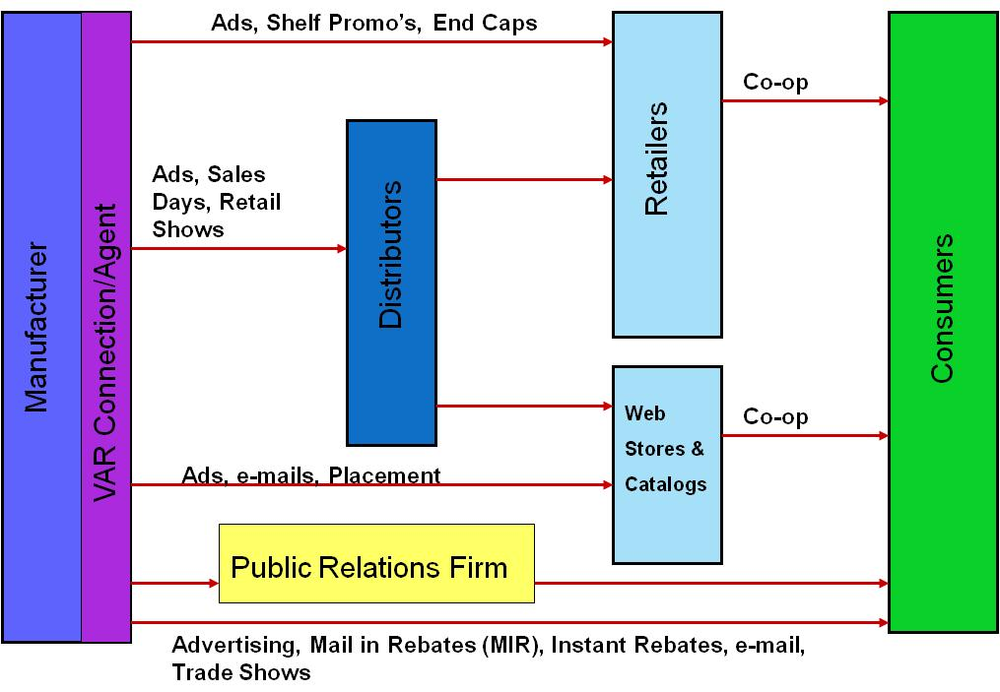 Ads, Shelf Promo’s, End Caps
Co-op
Retailers
Ads, Sales
Days, Retail
Shows
Distributors
Manufacturer
VAR Connection/Agent
Consumers
Web
Stores &
Catalogs
Co-op
Ads, e-mails, Placement
Public Relations Firm
Advertising, Mail in Rebates (MIR), Instant Rebates, e-mail,
Trade Shows